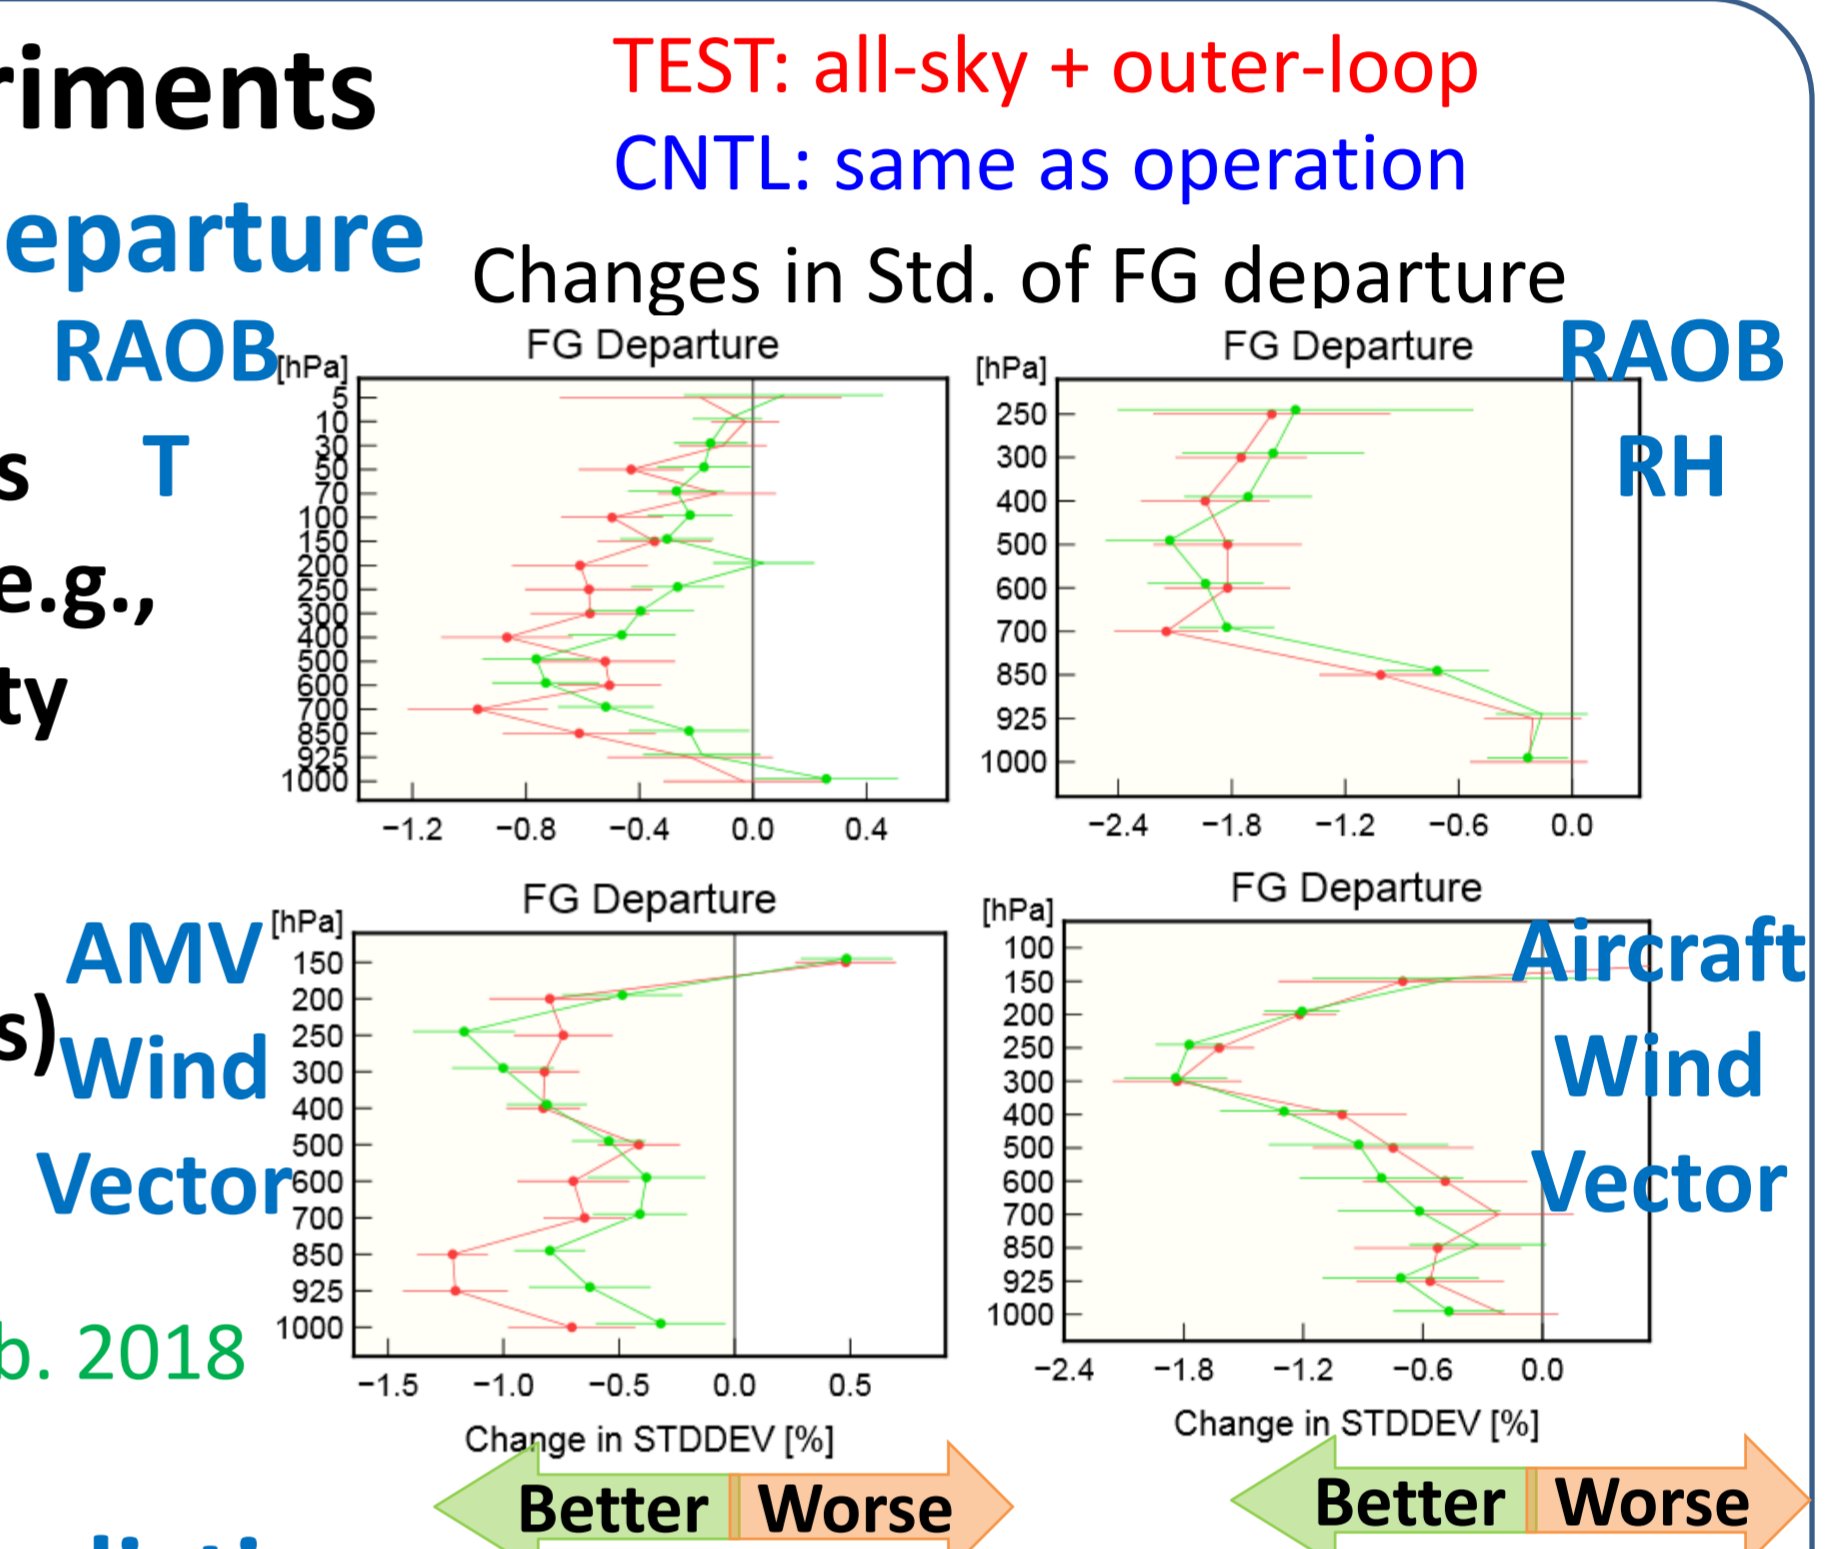 riments
TEST: all-sky + outer-loop
CNTL: same as operation
eparture
Changes in Std. of FG departure
RAOB
T
s
e.g.,
ty
FG Departure
[hPa]
5
10
30
50
70
100
150
200
250
300
400
500
600
700
850
925
1000
−1.2 −0.8 −0.4 0.0 0.4
FG Departure
[hPa]
RAOB
RH
250
300
400
500
600
700
850
925
1000
−2.4 −1.8 −1.2 −0.6 0.0
AMV
s)
Wind
Vector
FG Departure
[hPa]
150
200
250
300
400
500
600
700
850
925
1000
−1.5 −1.0 −0.5 0.0 0.5
Change in STDDEV [%]
Better Worse
FG Departure
[hPa]
Aircraft
Wind
Vector
100
150
200
250
300
400
500
600
700
850
925
1000
−2.4 −1.8 −1.2 −0.6 0.0
Change in STDDEV [%]
Better Worse
b. 2018